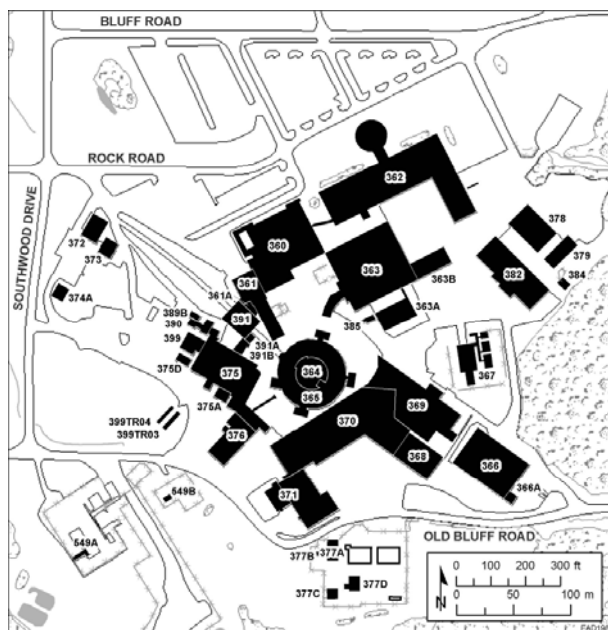 BLUFF ROAD
ROCK ROAD
SOUTHWOOD DRIVE
362
360
372
373
378
379
363
363B
382
384
361
374A
361A
363A
391
389B
390
385
399
391A
391B
375D
375
364
367
365
369
375A
399TR04
399TR03
376
370
368
366
371
366A
549B
549A
OLD BLUFF ROAD
377B
377A
377C
377D
0 100 200 300 ft
0 50 100 m
N